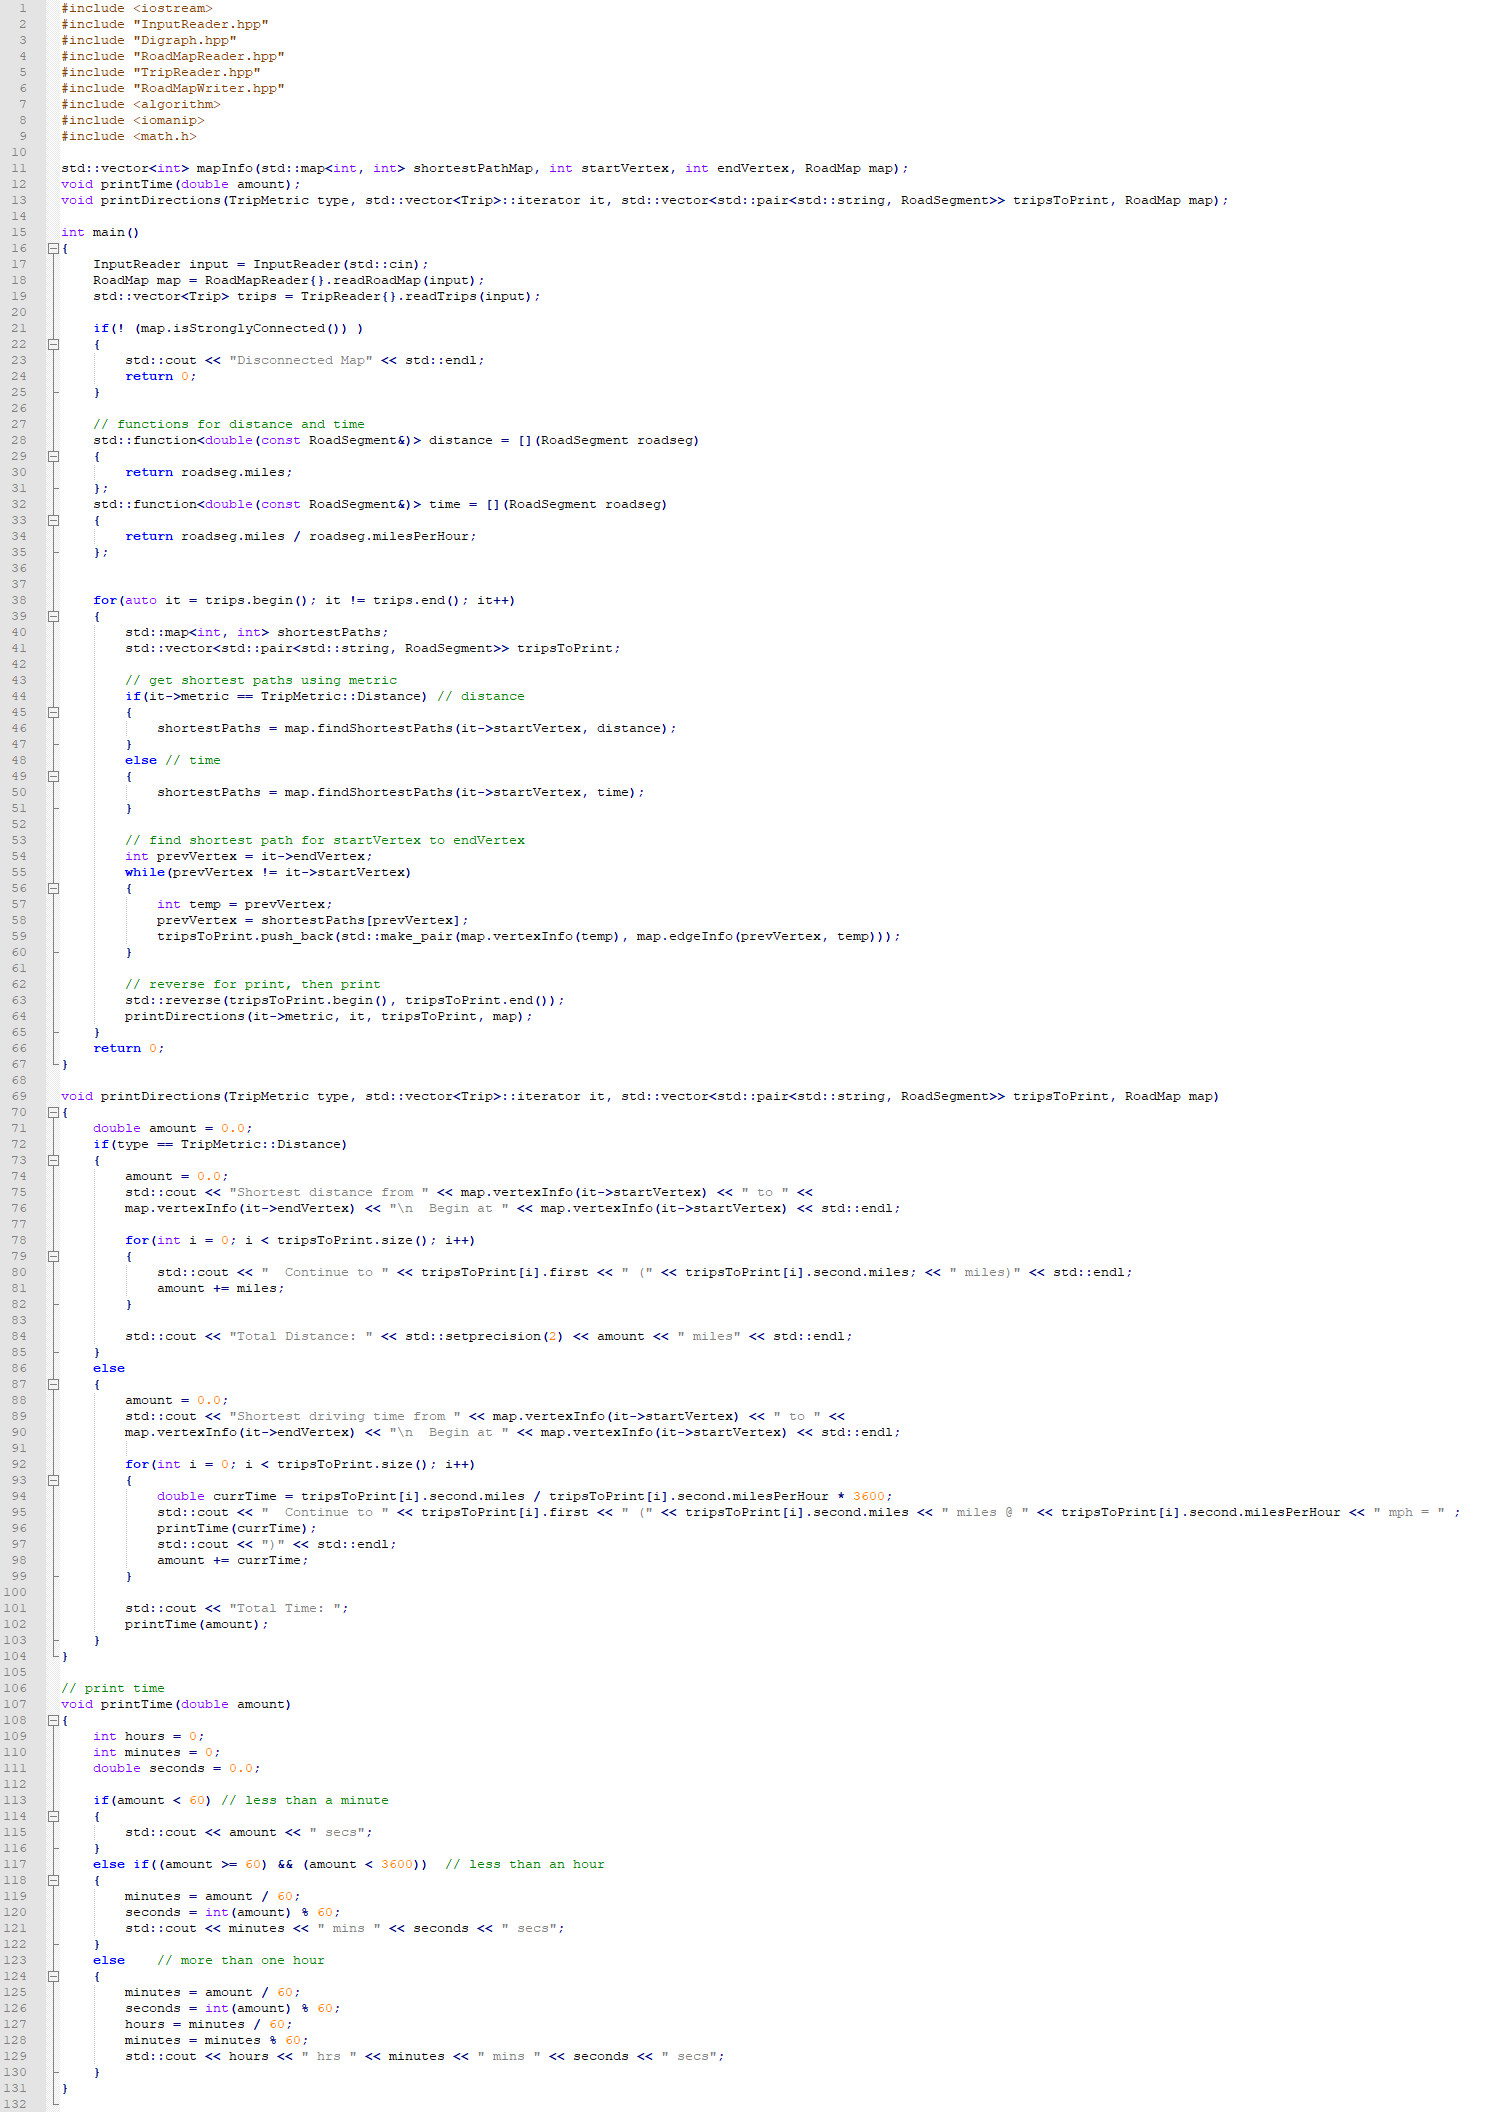 1 #include <iostream>
2 #include "InputReader.hpp"
3 #include "Digraph.hpp"
4 #include "RoadMapReader.hpp"
5 #include "TripReader.hpp"
6 #include "RoadMapWriter.hpp"
7 #include <algorithm>
8 #include <iomanip>
9 #include <math.h>
10
11 std::vector<int> mapInfo(std::map<int, int> shortestPathMap, int startVertex, int endVertex, RoadMap map);
12 void printTime(double amount);
13 void printDirections(TripMetric type, std::vector<Trip>::iterator it, std::vector<std::pair<std::string, RoadSegment>> tripsToPrint, RoadMap map);
14
15 int main()
16 {
17     InputReader input = InputReader(std::cin);
18     RoadMap map = RoadMapReader{}.readRoadMap(input);
19     std::vector<Trip> trips = TripReader{}.readTrips(input);
20
21     if(! (map.isStronglyConnected()) )
22     {
23         std::cout << "Disconnected Map" << std::endl;
24         return 0;
25     }
26
27     // functions for distance and time
28     std::function<double(const RoadSegment&)> distance = [](RoadSegment roadseg)
29     {
30         return roadseg.miles;
31     };
32     std::function<double(const RoadSegment&)> time = [](RoadSegment roadseg)
33     {
34         return roadseg.miles / roadseg.milesPerHour;
35     };
36
37
38     for(auto it = trips.begin(); it != trips.end(); it++)
39     {
40         std::map<int, int> shortestPaths;
41         std::vector<std::pair<std::string, RoadSegment>> tripsToPrint;
42
43         // get shortest paths using metric
44         if(it->metric == TripMetric::Distance) // distance
45         {
46             shortestPaths = map.findShortestPaths(it->startVertex, distance);
47         }
48         else // time
49         {
50             shortestPaths = map.findShortestPaths(it->startVertex, time);
51         }
52
53         // find shortest path for startVertex to endVertex
54         int prevVertex = it->endVertex;
55         while(prevVertex != it->startVertex)
56         {
57             int temp = prevVertex;
58             prevVertex = shortestPaths[prevVertex];
59             tripsToPrint.push_back(std::make_pair(map.vertexInfo(temp), map.edgeInfo(prevVertex, temp)));
60         }
61
62         // reverse for print, then print
63         std::reverse(tripsToPrint.begin(), tripsToPrint.end());
64         printDirections(it->metric, it, tripsToPrint, map);
65     }
66     return 0;
67 }
68
69 void printDirections(TripMetric type, std::vector<Trip>::iterator it, std::vector<std::pair<std::string, RoadSegment>> tripsToPrint, RoadMap map)
70 {
71     double amount = 0.0;
72     if(type == TripMetric::Distance)
73     {
74         amount = 0.0;
75         std::cout << "Shortest distance from " << map.vertexInfo(it->startVertex) << " to " <<
76         map.vertexInfo(it->endVertex) << "\n  Begin at " << map.vertexInfo(it->startVertex) << std::endl;
77
78         for(int i = 0; i < tripsToPrint.size(); i++)
79         {
80             std::cout << "  Continue to " << tripsToPrint[i].first << " (" << tripsToPrint[i].second.miles; << " miles)" << std::endl;
81             amount += miles;
82         }
83
84         std::cout << "Total Distance: " << std::setprecision(2) << amount << " miles" << std::endl;
85     }
86     else
87     {
88         amount = 0.0;
89         std::cout << "Shortest driving time from " << map.vertexInfo(it->startVertex) << " to " <<
90         map.vertexInfo(it->endVertex) << "\n  Begin at " << map.vertexInfo(it->startVertex) << std::endl;
91
92         for(int i = 0; i < tripsToPrint.size(); i++)
93         {
94             double currTime = tripsToPrint[i].second.miles / tripsToPrint[i].second.milesPerHour * 3600;
95             std::cout << "  Continue to " << tripsToPrint[i].first << " (" << tripsToPrint[i].second.miles << " miles @ " << tripsToPrint[i].second.milesPerHour << " mph = " ;
96             printTime(currTime);
97             std::cout << ")" << std::endl;
98             amount += currTime;
99         }
100
101         std::cout << "Total Time: ";
102         printTime(amount);
103     }
104 }
105
106 // print time
107 void printTime(double amount)
108 {
109     int hours = 0;
110     int minutes = 0;
111     double seconds = 0.0;
112
113     if(amount < 60) // less than a minute
114     {
115         std::cout << amount << " secs";
116     }
117     else if((amount >= 60) && (amount < 3600))  // less than an hour
118     {
119         minutes = amount / 60;
120         seconds = int(amount) % 60;
121         std::cout << minutes << " mins " << seconds << " secs";
122     }
123     else    // more than one hour
124     {
125         minutes = amount / 60;
126         seconds = int(amount) % 60;
127         hours = minutes / 60;
128         minutes = minutes % 60;
129         std::cout << hours << " hrs " << minutes << " mins " << seconds << " secs";
130     }
131 }
132